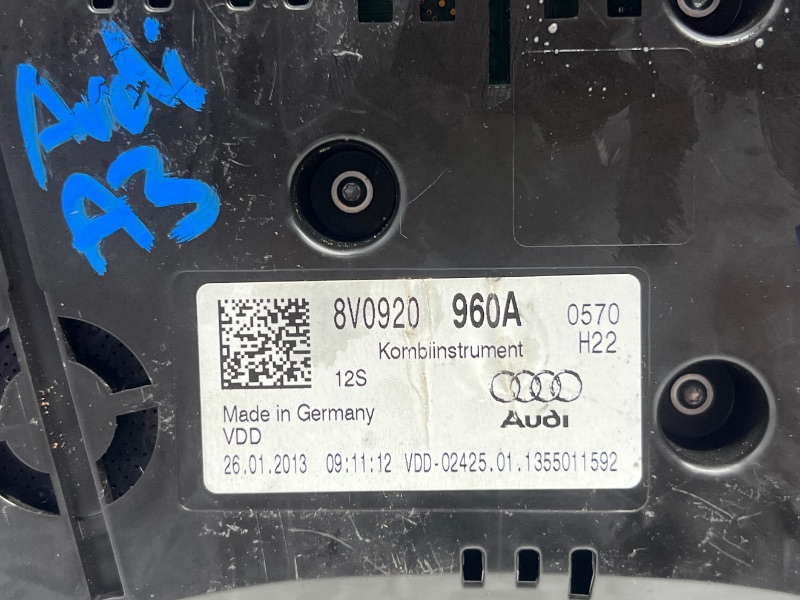 Audi
A3
8V0920 960A 0570
Kombiinstrument H22
12S
Audi
Made in Germany
VDD
26.01.2013 09:11:12 VDD-02425.01.1355011592